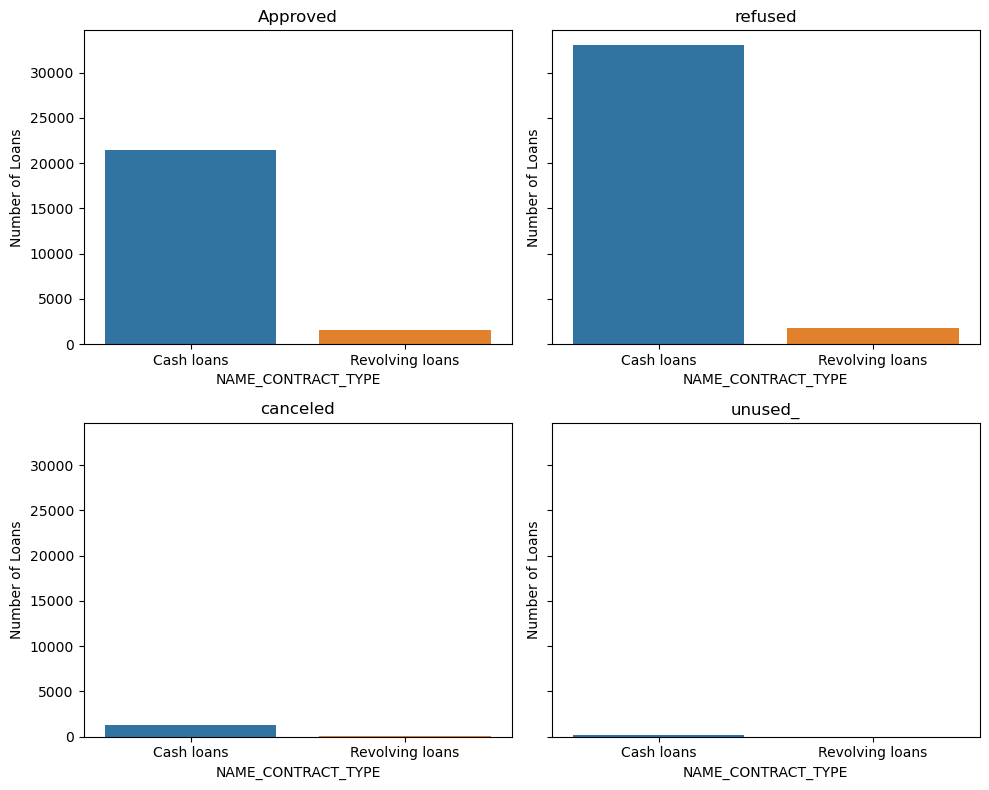 Approved
Number of Loans
30000
25000
20000
15000
10000
5000
0
Cash loans
Revolving loans
NAME_CONTRACT_TYPE
refused
Number of Loans
Cash loans
Revolving loans
NAME_CONTRACT_TYPE
canceled
Number of Loans
30000
25000
20000
15000
10000
5000
0
Cash loans
Revolving loans
NAME_CONTRACT_TYPE
unused_
Number of Loans
Cash loans
Revolving loans
NAME_CONTRACT_TYPE